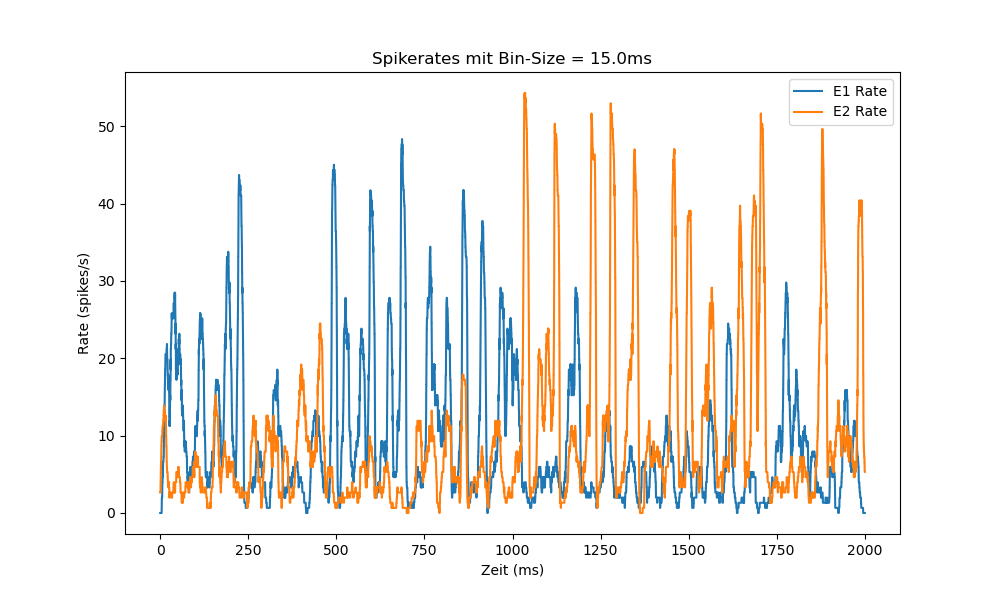 Spikerates mit Bin-Size = 15.0ms
E1 Rate
E2 Rate
Rate (spikes/s)
50
40
30
20
10
0
0 250 500 750 1000 1250 1500 1750 2000
Zeit (ms)